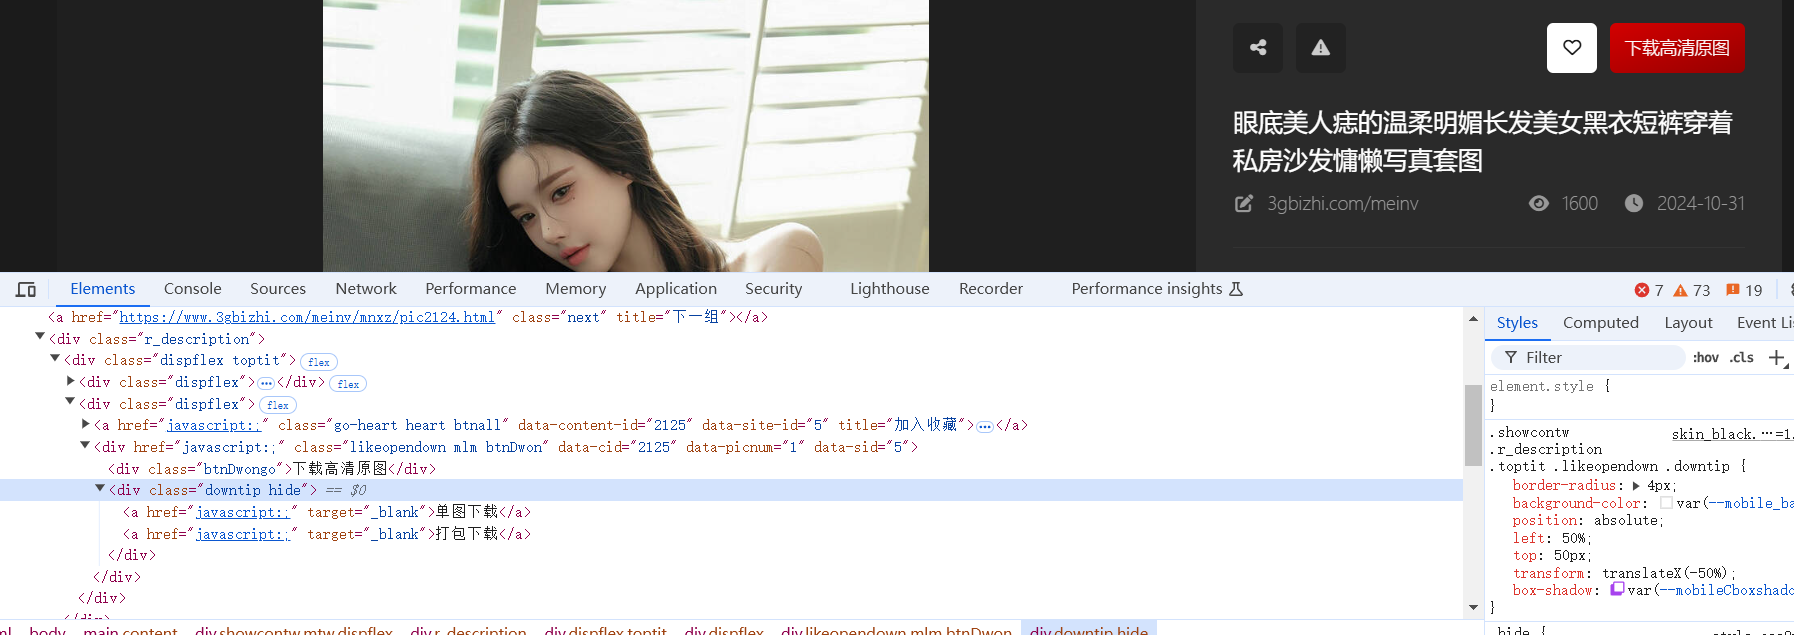 下载高清原图
眼底美人痣的温柔明媚长发美女黑衣短裤穿着
私房沙发慵懒写真套图
3gbizhi.com/meinv 1600 2024-10-31
Elements Console Sources Network Performance Memory Application Security Lighthouse Recorder Performance insights 7 73 19
<a href="https://www.3gbizhi.com/meinv/mnxz/pic2124.html" class="next" title="下一组"></a>
<div class="r_description">
<div class="dispflex toptit"> flex
<div class="dispflex">…</div> flex
<div class="dispflex"> flex
<a href="javascript:;" class="go-heart heart btnall" data-content-id="2125" data-site-id="5" title="加入收藏">…</a>
<div href="javascript:;" class="likeopendown mlm btnDwon" data-cid="2125" data-picnum="1" data-sid="5">
<div class="btnDwongo">下载高清原图</div>
<div class="downtip hide"> == $0
<a href="javascript:;" target="_blank">单图下载</a>
<a href="javascript:;" target="_blank">打包下载</a>
</div>
</div>
</div>
body main.content div.showcontw.mtw.dispflex div.r_description div.dispflex.toptit div.dispflex div.likeopendown.mlm.btnDwon div.downtip.hide
Styles Computed Layout Event Lis
Filter :hov .cls
element.style {
}
.showcontw skin_black.…=1.
.r_description
.toptit .likeopendown .downtip {
border-radius: 4px;
background-color: var(--mobile_ba
position: absolute;
left: 50%;
top: 50px;
transform: translateX(-50%);
box-shadow: var(--mobileCboxshado
}
.hide {